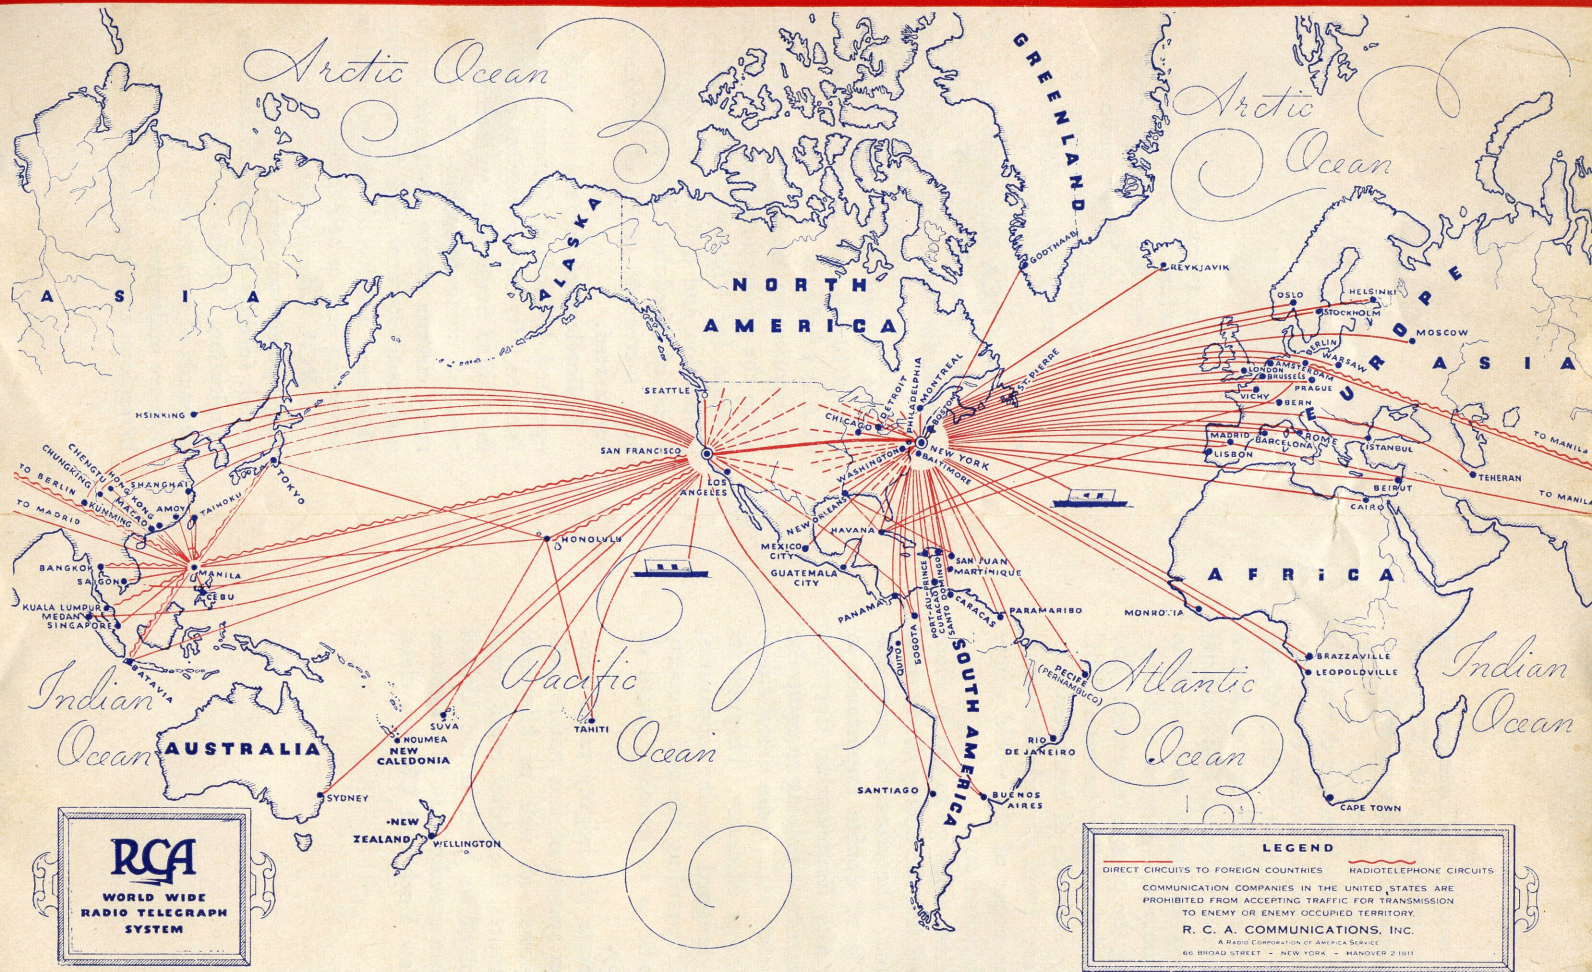 Arctic Ocean
GREENLAND
Arctic
Ocean
ALASKA
GODTHAAB
REYKJAVIK
ASIA
NORTH
AMERICA
OSLO
HELSINKI
STOCKHOLM
MOSCOW
EUROPE
ASIA
BERLIN
WARSAW
AMSTERDAM
LONDON
BRUSSELS
PRAGUE
VICHY
BERN
MADRID
BARCELONA
ROME
ISTANBUL
LISBON
TEHERAN
BEIRUT
CAIRO
TO MANILA
TO MANILA
SEATTLE
SAN FRANCISCO
LOS
ANGELES
CHICAGO
DETROIT
PHILADELPHIA
MONTREAL
BOSTON
ST. PIERRE
NEW YORK
WASHINGTON
BALTIMORE
NEW ORLEANS
HAVANA
MEXICO
CITY
GUATEMALA
CITY
PANAMA
SAN JUAN
MARTINIQUE
PORT-AU-PRINCE
CURACAO
SANTO DOMINGO
CARACAS
PARAMARIBO
BOGOTA
QUITO
SOUTH AMERICA
RECIFE
(PERNAMBUCO)
RIO
DE JANEIRO
SANTIAGO
BUENOS
AIRES
HSINKING
CHENGTU
CHUNGKING
HONG KONG
MACAO
SHANGHAI
AMOY
TAIHOKU
TOKYO
TO BERLIN
KUNMING
TO MADRID
BANGKOK
SAIGON
MANILA
CEBU
KUALA LUMPUR
MEDAN
SINGAPORE
BATAVIA
HONOLULU
Indian
Ocean
AUSTRALIA
Pacific
Ocean
SUVA
NOUMEA
NEW
CALEDONIA
TAHITI
SYDNEY
NEW
ZEALAND
WELLINGTON
AFRICA
BRAZZAVILLE
LEOPOLDVILLE
CAPE TOWN
Atlantic
Ocean
Indian
Ocean
RCA
WORLD WIDE
RADIO TELEGRAPH
SYSTEM
LEGEND
DIRECT CIRCUITS TO FOREIGN COUNTRIES RADIOTELEPHONE CIRCUITS
COMMUNICATION COMPANIES IN THE UNITED STATES ARE
PROHIBITED FROM ACCEPTING TRAFFIC FOR TRANSMISSION
TO ENEMY OR ENEMY OCCUPIED TERRITORY.
R. C. A. COMMUNICATIONS, INC.
A RADIO CORPORATION OF AMERICA SERVICE
66 BROAD STREET - NEW YORK - HANOVER 2-1811